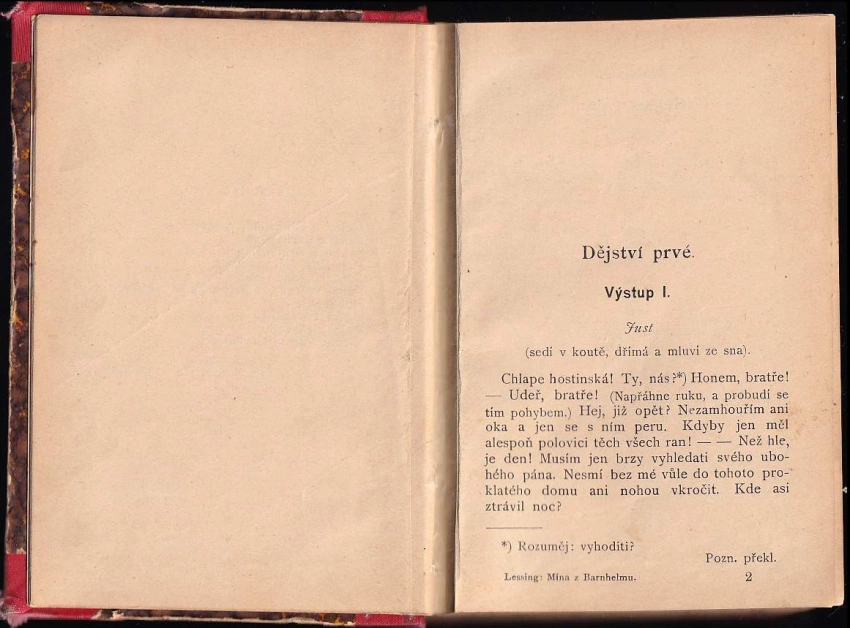 Dějství prvé.
Výstup I.
Just
(sedí v koutě, dřímá a mluví ze sna).
Chlape hostinská! Ty, nás?*) Honem, bratře!
— Udeř, bratře! (Napřáhne ruku, a probudí se
tím pohybem.) Hej, již opět? Nezamhouřím ani
oka a jen se s ním peru. Kdyby jen měl
alespoň polovici těch všech ran! — — Než hle,
je den! Musím jen brzy vyhledati svého ubo-
hého pána. Nesmí bez mé vůle do tohoto pro-
klatého domu ani nohou vkročit. Kde asi
ztrávil noc?
*) Rozuměj: vyhoditi?
Pozn. překl.
Lessing: Mina z Barnhelmu. 2